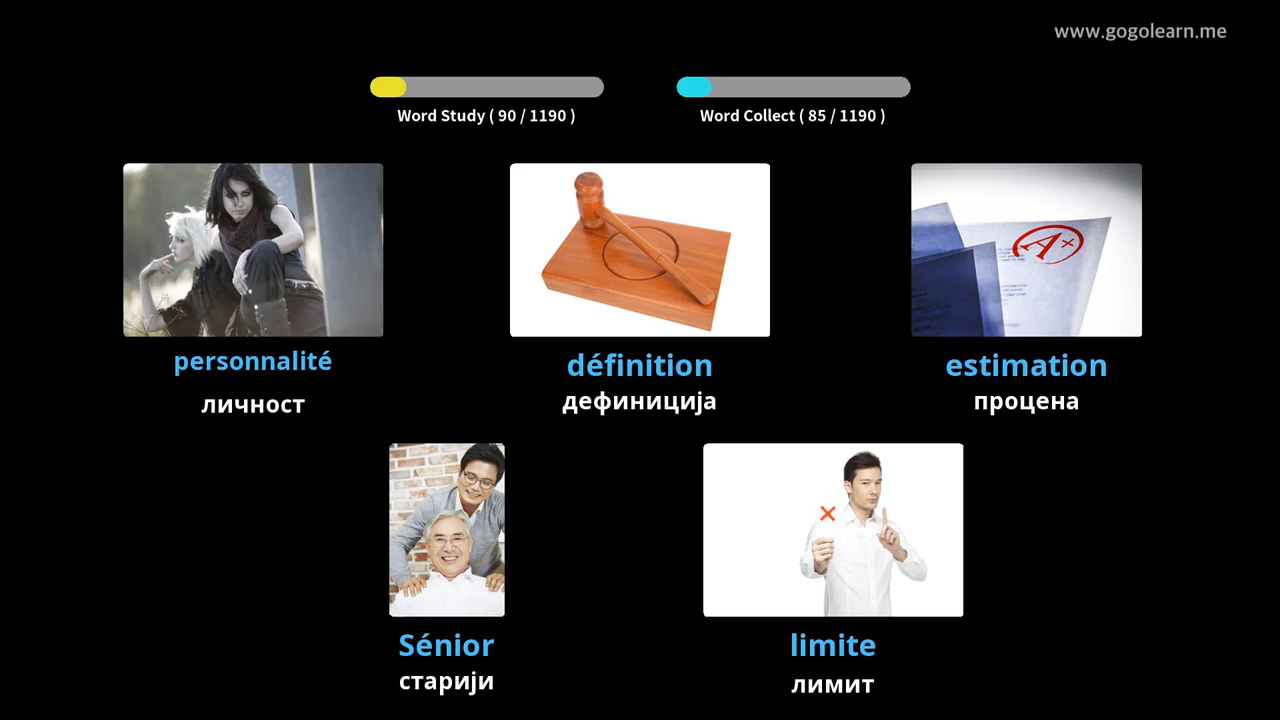 www.gogolearn.me
Word Study ( 90 / 1190 )
Word Collect ( 85 / 1190 )
personnalité
личност
définition
дефиниција
A+
estimation
процена
Sénior
старији
limite
лимит